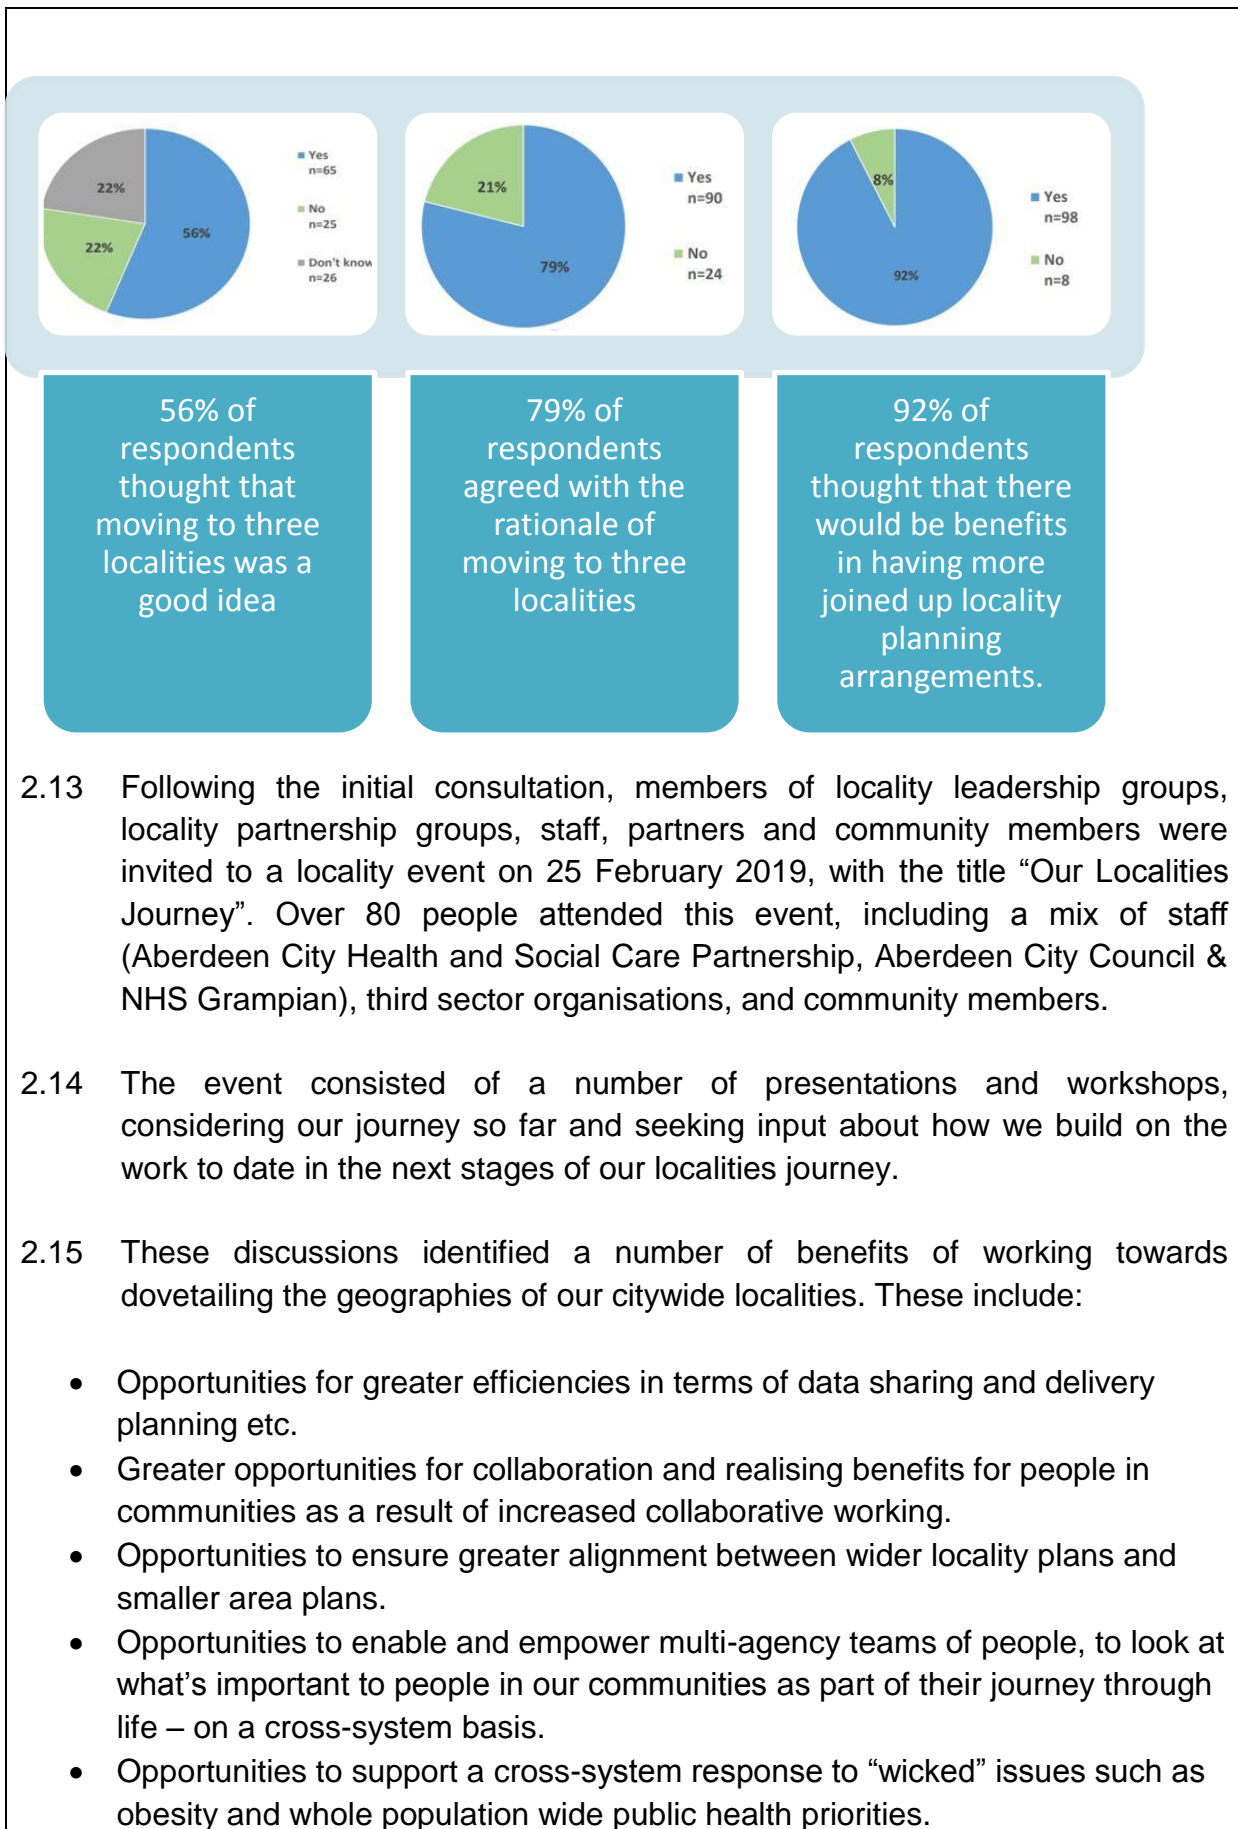 22%
22%
56%
Yes
n=65
No
n=25
Don't know
n=26
21%
79%
Yes
n=90
No
n=24
8%
92%
Yes
n=98
No
n=8
56% of
respondents
thought that
moving to three
localities was a
good idea
79% of
respondents
agreed with the
rationale of
moving to three
localities
92% of
respondents
thought that there
would be benefits
in having more
joined up locality
planning
arrangements.
2.13 Following the initial consultation, members of locality leadership groups,
locality partnership groups, staff, partners and community members were
invited to a locality event on 25 February 2019, with the title “Our Localities
Journey”. Over 80 people attended this event, including a mix of staff
(Aberdeen City Health and Social Care Partnership, Aberdeen City Council &
NHS Grampian), third sector organisations, and community members.
2.14 The event consisted of a number of presentations and workshops,
considering our journey so far and seeking input about how we build on the
work to date in the next stages of our localities journey.
2.15 These discussions identified a number of benefits of working towards
dovetailing the geographies of our citywide localities. These include:
• Opportunities for greater efficiencies in terms of data sharing and delivery
planning etc.
• Greater opportunities for collaboration and realising benefits for people in
communities as a result of increased collaborative working.
• Opportunities to ensure greater alignment between wider locality plans and
smaller area plans.
• Opportunities to enable and empower multi-agency teams of people, to look at
what’s important to people in our communities as part of their journey through
life – on a cross-system basis.
• Opportunities to support a cross-system response to “wicked” issues such as
obesity and whole population wide public health priorities.